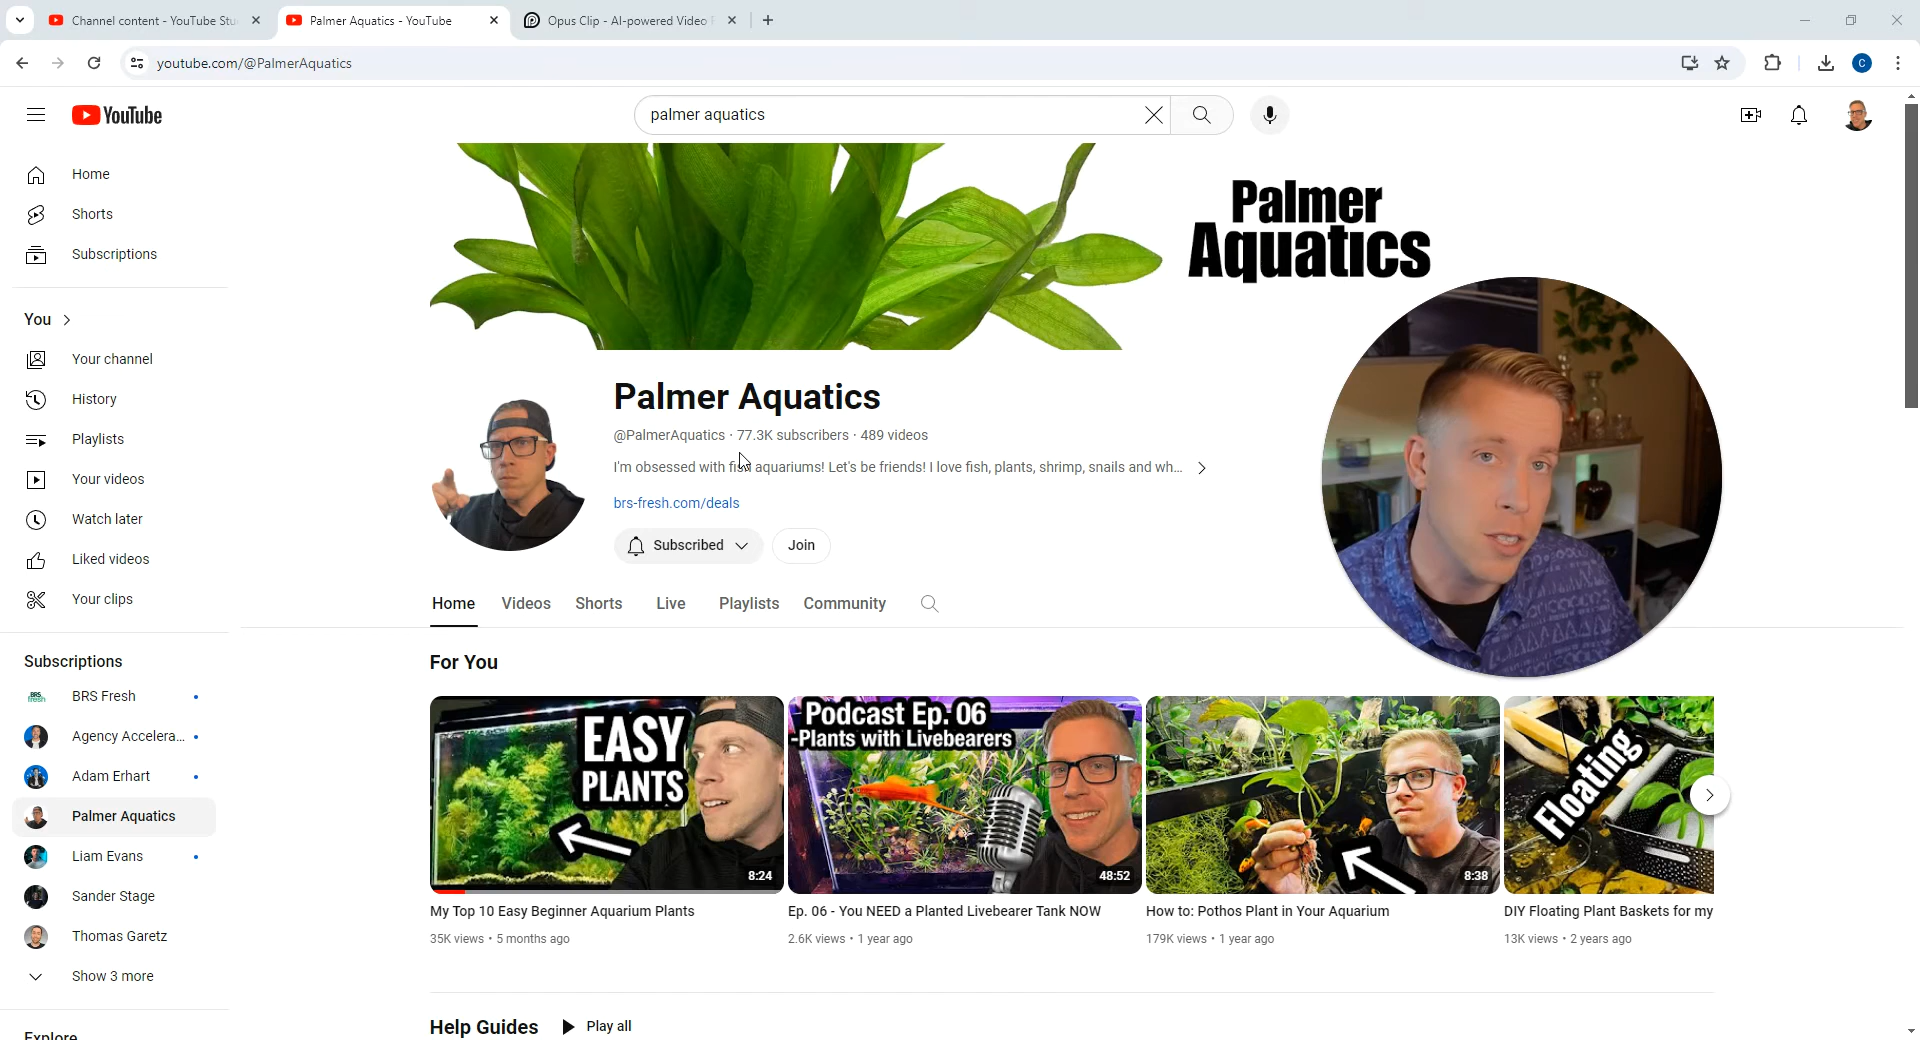 Channel content - YouTube Stu
Palmer Aquatics - YouTube
Opus Clip - AI-powered Video
youtube.com/@PalmerAquatics
C
YouTube
palmer aquatics
Home
Shorts
Subscriptions
You
Your channel
History
Playlists
Your videos
Watch later
Liked videos
Your clips
Subscriptions
BRS Fresh
Agency Accelera...
Adam Erhart
Palmer Aquatics
Liam Evans
Sander Stage
Thomas Garetz
Show 3 more
Explore
Palmer
Aquatics
Palmer Aquatics
@PalmerAquatics · 77.3K subscribers · 489 videos
I'm obsessed with fish aquariums! Let's be friends! I love fish, plants, shrimp, snails and wh...
brs-fresh.com/deals
Subscribed
Join
Home Videos Shorts Live Playlists Community
For You
EASY
PLANTS
8:24
My Top 10 Easy Beginner Aquarium Plants
35K views • 5 months ago
Podcast Ep. 06
-Plants with Livebearers
48:52
Ep. 06 - You NEED a Planted Livebearer Tank NOW
2.6K views • 1 year ago
8:38
How to: Pothos Plant in Your Aquarium
179K views • 1 year ago
Floating
DIY Floating Plant Baskets for my
13K views • 2 years ago
Help Guides
Play all